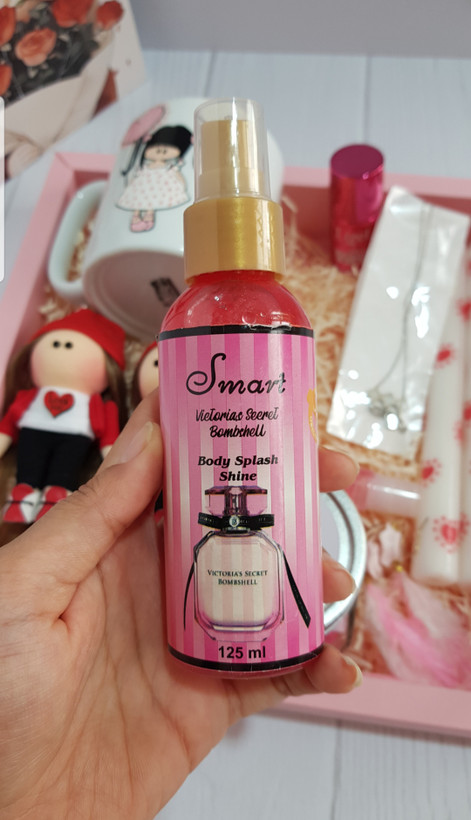 Smart
Victorias Secret
Bombshell
Body Splash
Shine
VICTORIA'S SECRET
BOMBSHELL
125 ml